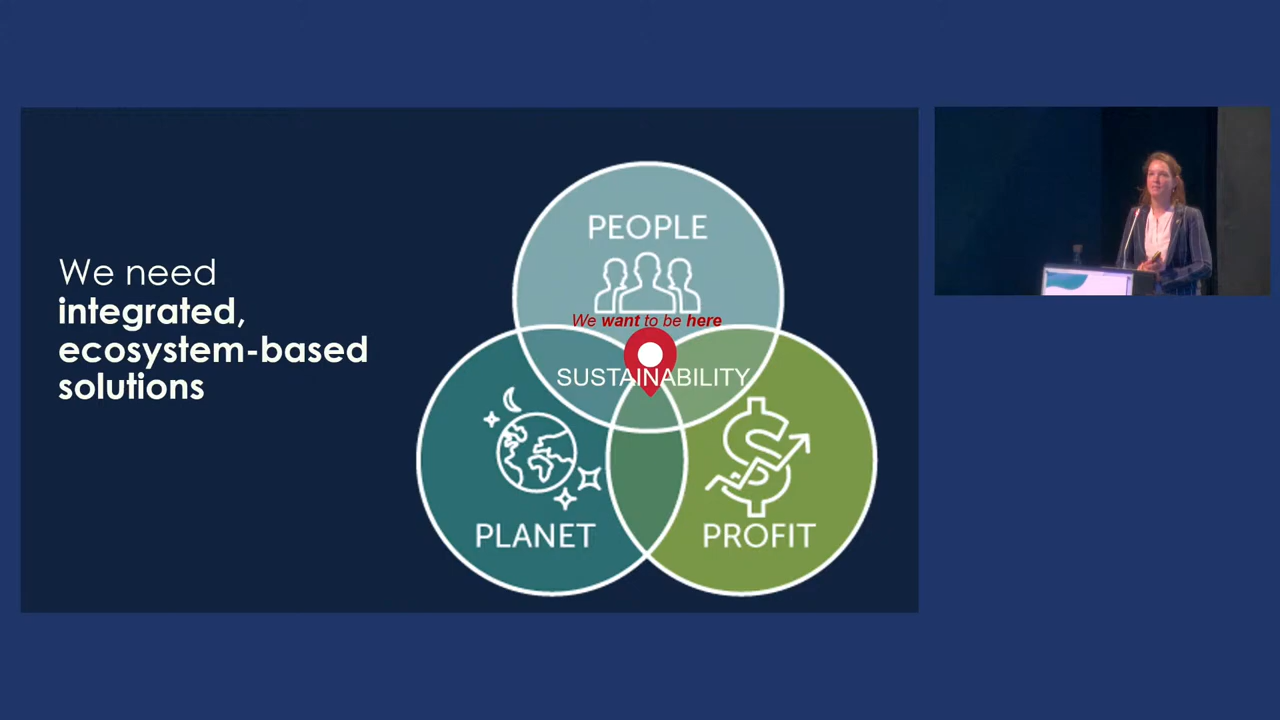 We need
integrated,
ecosystem-based
solutions
PEOPLE
We want to be here
SUSTAINABILITY
PLANET
PROFIT